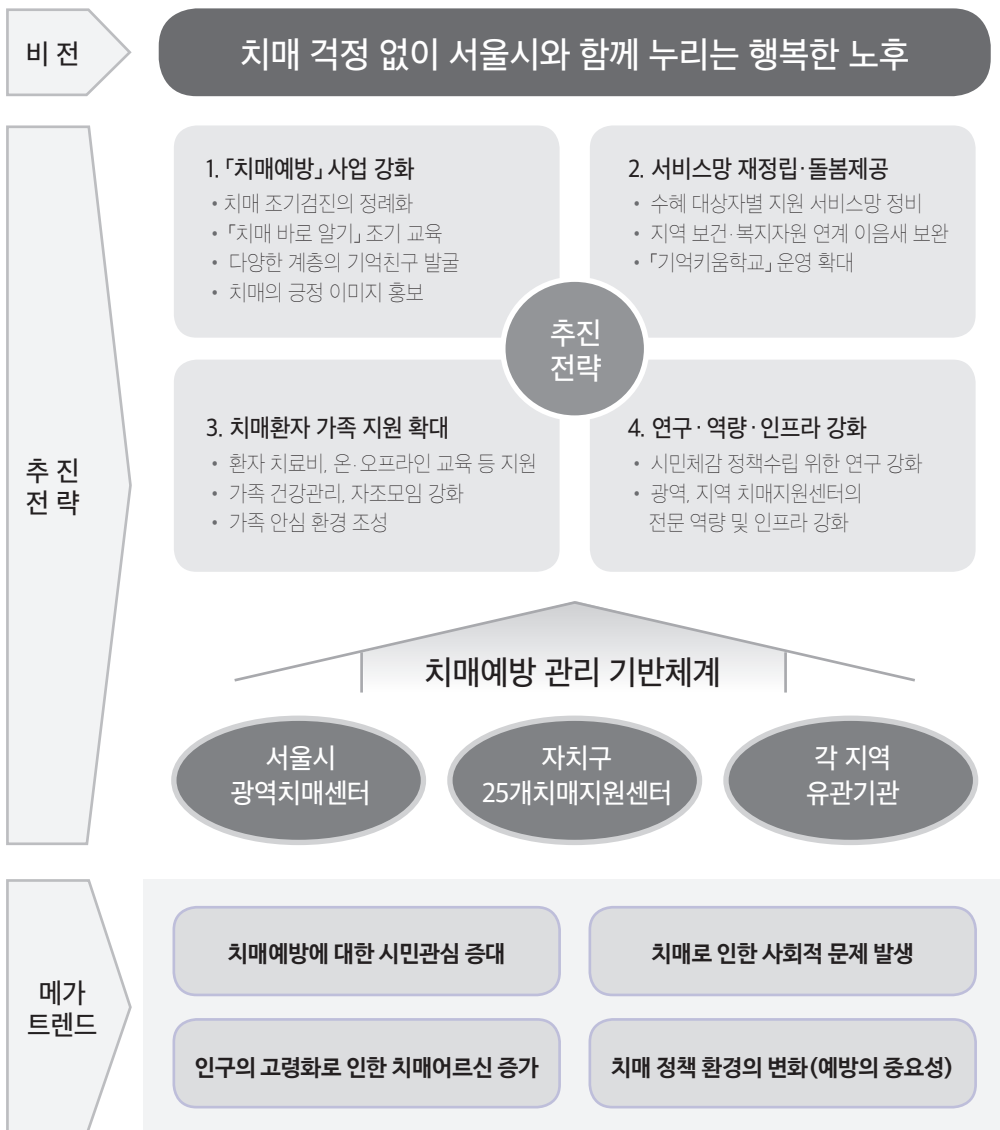 비 전
치매 걱정 없이 서울시와 함께 누리는 행복한 노후
추 진
전 략
1. 「치매예방」 사업 강화
• 치매 조기검진의 정례화
• 「치매 바로 알기」 조기 교육
• 다양한 계층의 기억친구 발굴
• 치매의 긍정 이미지 홍보
2. 서비스망 재정립·돌봄제공
• 수혜 대상자별 지원 서비스망 정비
• 지역 보건·복지자원 연계 이음새 보완
• 「기억키움학교」 운영 확대
추진
전략
3. 치매환자 가족 지원 확대
• 환자 치료비, 온·오프라인 교육 등 지원
• 가족 건강관리, 자조모임 강화
• 가족 안심 환경 조성
4. 연구·역량·인프라 강화
• 시민체감 정책수립 위한 연구 강화
• 광역, 지역 치매지원센터의
전문 역량 및 인프라 강화
치매예방 관리 기반체계
서울시
광역치매센터
자치구
25개치매지원센터
각 지역
유관기관
메가
트렌드
치매예방에 대한 시민관심 증대
치매로 인한 사회적 문제 발생
인구의 고령화로 인한 치매어르신 증가
치매 정책 환경의 변화(예방의 중요성)